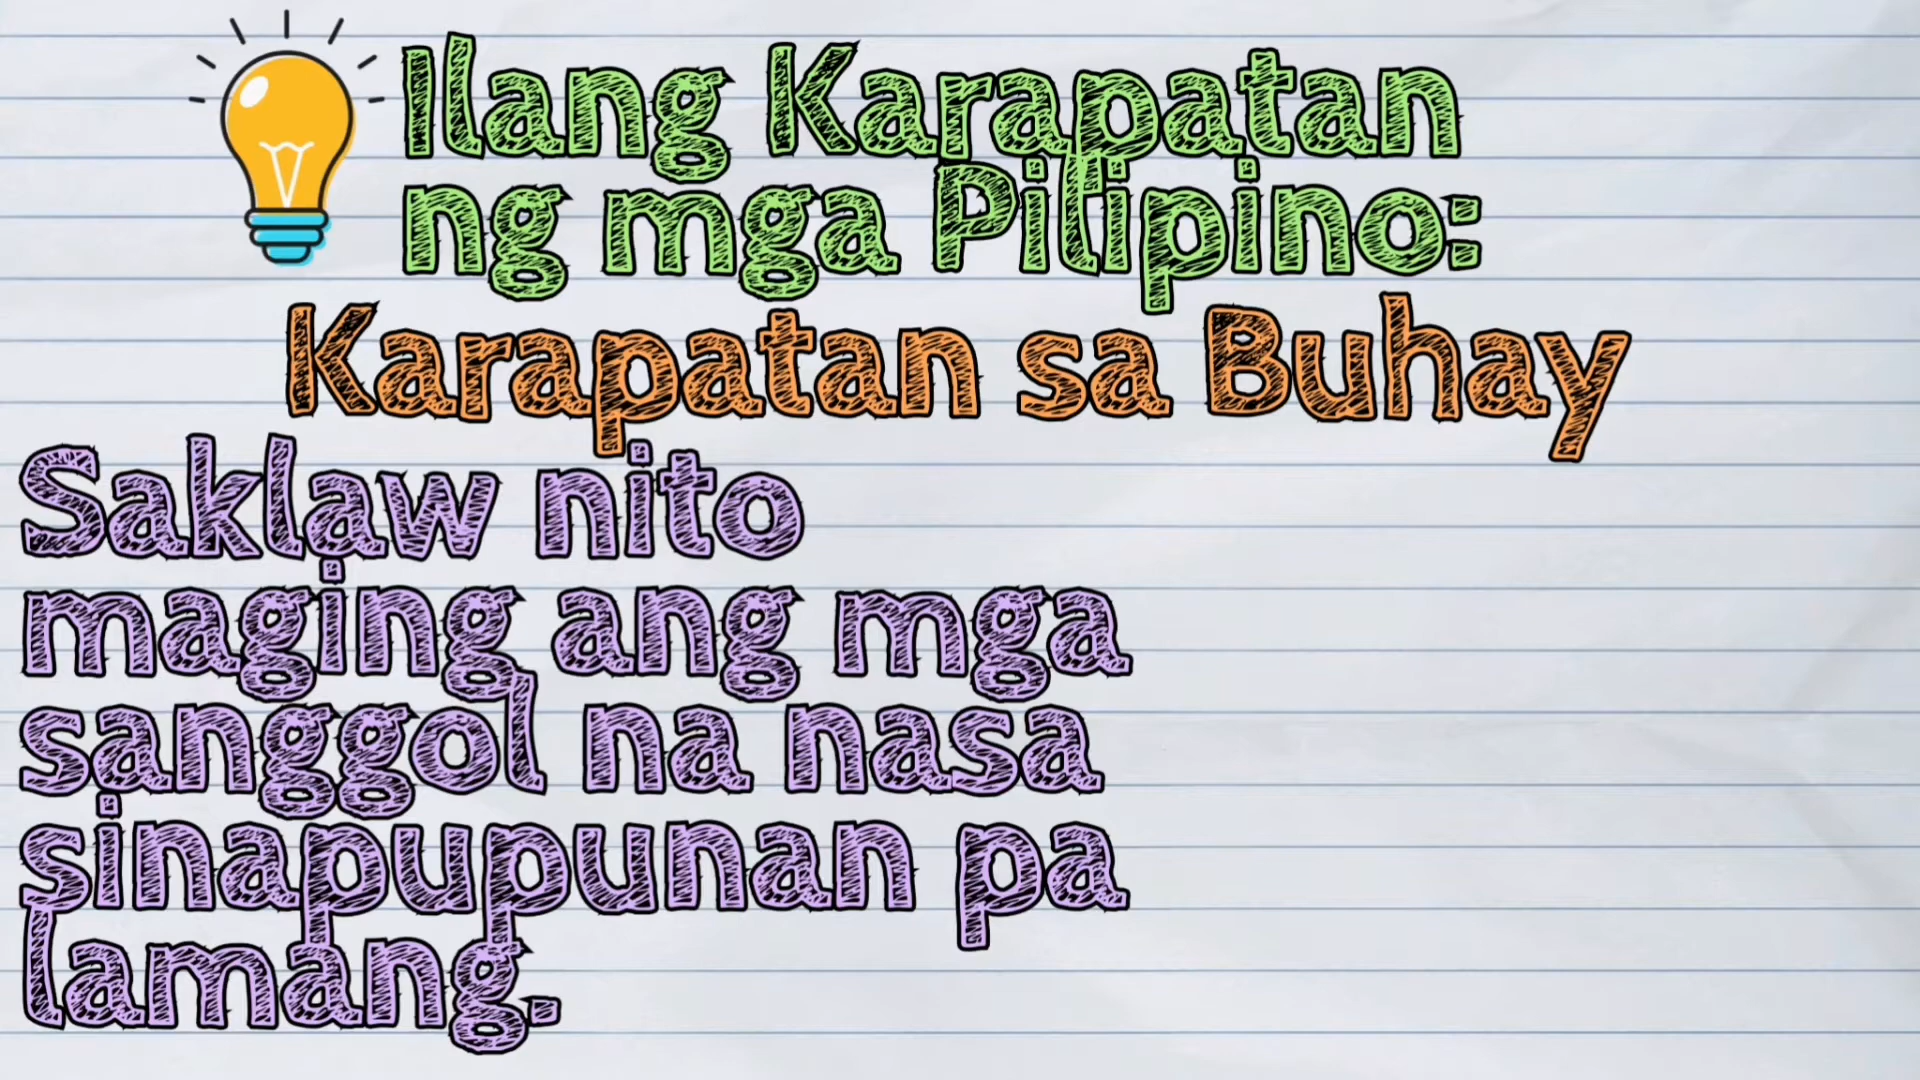 Ilang Karapatan
ng mga Pilipino:
Karapatan sa Buhay
Saklaw nito
maging ang mga
sanggol na nasa
sinapupunan pa
lamang.